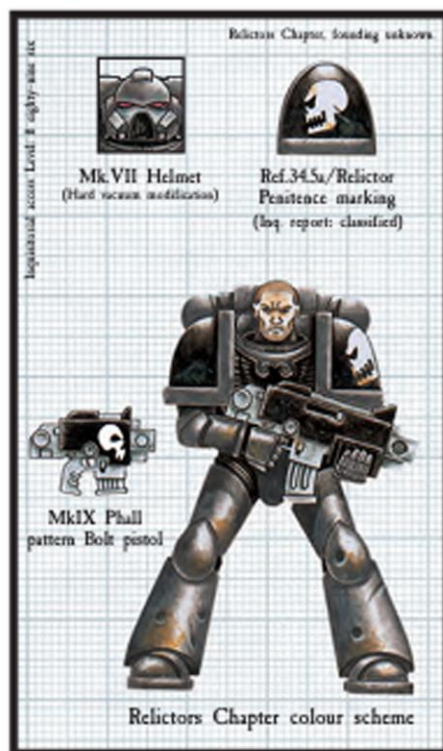 Relictors Chapter, founding unknown.
Inquisitorial access Level: 8 eighty-nine six
Mk.VII Helmet
(Hard vacuum modification)
Ref.34.5a/Relictor
Penitence marking
(Inq. report: classified)
MkIX Phall
pattern Bolt pistol
Relictors Chapter colour scheme